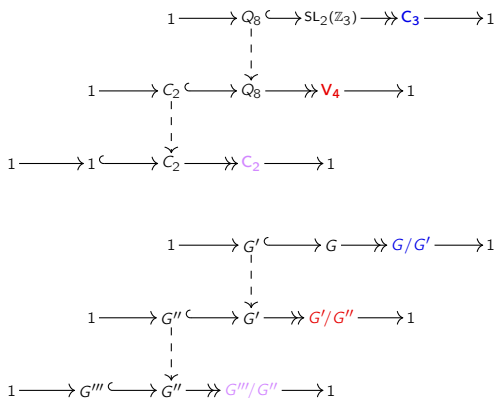 1 Q₈ SL₂(ℤ₃) C₃ 1
1 C₂ Q₈ V₄ 1
1 1 C₂ C₂ 1
1 G′ G G/G′ 1
1 G″ G′ G′/G″ 1
1 G‴ G″ G‴/G″ 1